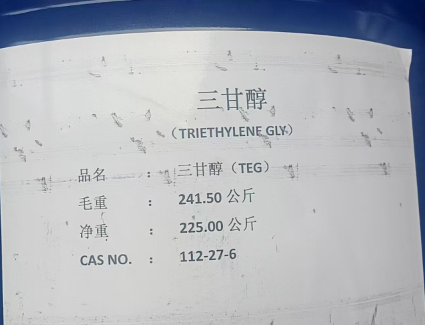 三甘醇
（TRIETHYLENE GLY.）
品名 ： 三甘醇（TEG）
毛重 ： 241.50 公斤
净重 ： 225.00 公斤
CAS NO. ： 112-27-6